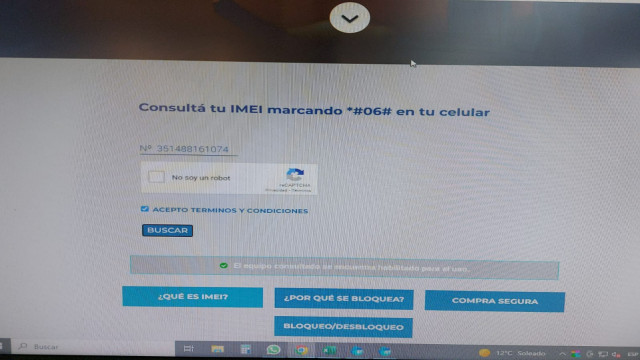 Consultá tu IMEI marcando *#06# en tu celular
Nº 351488161074
No soy un robot
reCAPTCHA
Privacidad - Términos
ACEPTO TERMINOS Y CONDICIONES
BUSCAR
El equipo consultado se encuentra habilitado para el uso.
¿QUÉ ES IMEI?
¿POR QUÉ SE BLOQUEA?
COMPRA SEGURA
BLOQUEO/DESBLOQUEO
Buscar
12°C Soleado
ESP